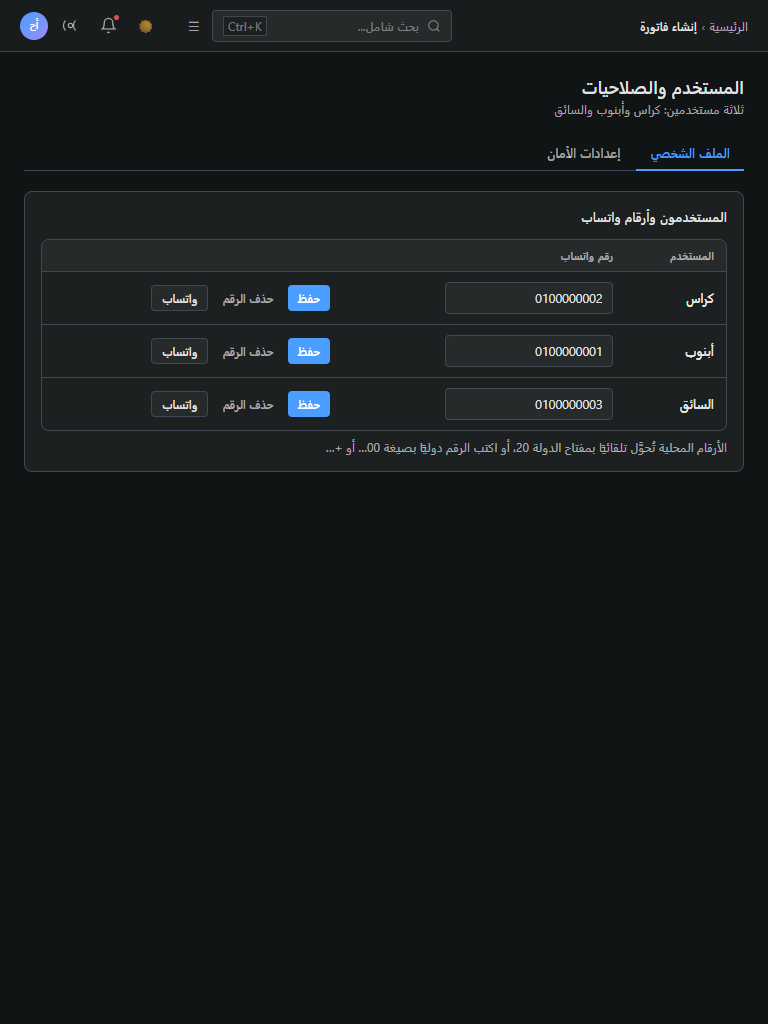 الرئيسية › إنشاء فاتورة
بحث شامل... Ctrl+K
أج
المستخدم والصلاحيات
ثلاثة مستخدمين: كراس وأبنوب والسائق
الملف الشخصي إعدادات الأمان
المستخدمون وأرقام واتساب
المستخدم رقم واتساب
كراس 0100000002 حفظ حذف الرقم واتساب
أبنوب 0100000001 حفظ حذف الرقم واتساب
السائق 0100000003 حفظ حذف الرقم واتساب
الأرقام المحلية تُحوَّل تلقائيًا بمفتاح الدولة 20، أو اكتب الرقم دوليًا بصيغة 00... أو +...